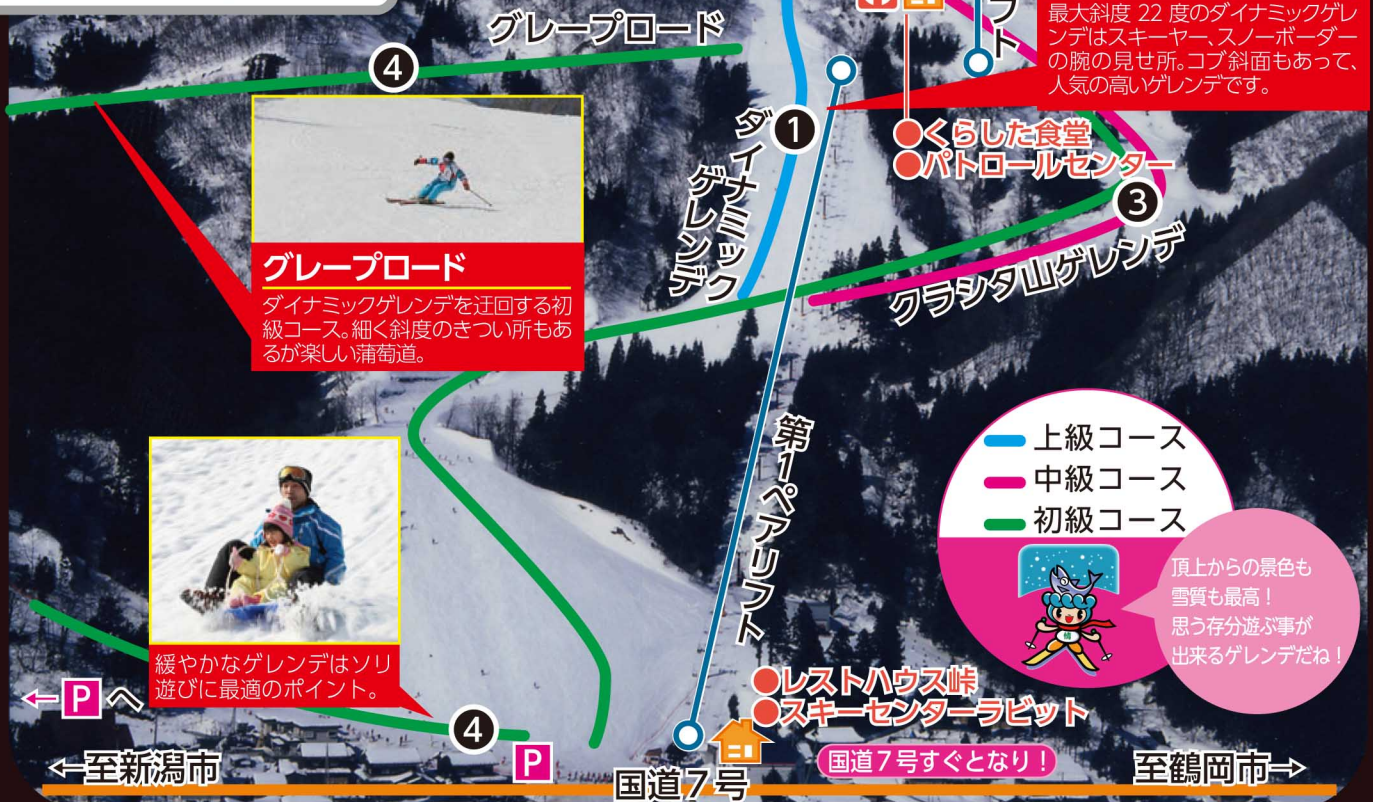 グレープロード
リフト
最大斜度 22 度のダイナミックゲレ
ンデはスキーヤー、スノーボーダー
の腕の見せ所。コブ斜面もあって、
人気の高いゲレンデです。
4
1
ダイナミック
ゲレンデ
●くらした食堂
●パトロールセンター
3
クラシタ山ゲレンデ
グレープロード
ダイナミックゲレンデを迂回する初
級コース。細く斜度のきつい所もあ
るが楽しい蒲萄道。
第1ペアリフト
上級コース
中級コース
初級コース
頂上からの景色も
雪質も最高!
思う存分遊ぶ事が
出来るゲレンデだね!
緩やかなゲレンデはソリ
遊びに最適のポイント。
←Pへ
4
P
●レストハウス峠
●スキーセンターラビット
国道7号すぐとなり!
←至新潟市
国道7号
至鶴岡市→